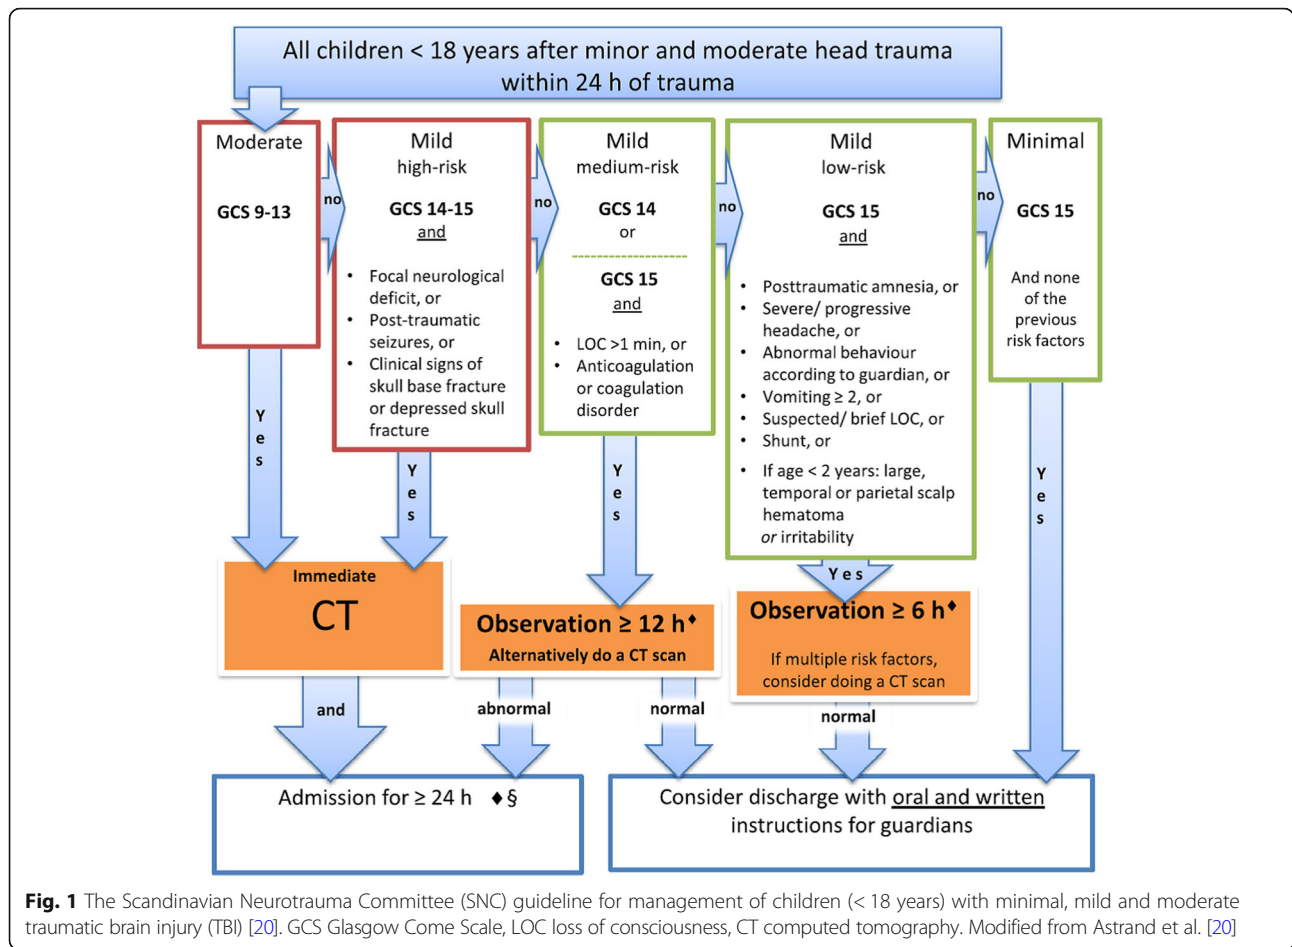 All children < 18 years after minor and moderate head trauma
within 24 h of trauma
Moderate
GCS 9-13
no
Mild
high-risk
GCS 14-15
and
• Focal neurological
deficit, or
• Post-traumatic
seizures, or
• Clinical signs of
skull base fracture
or depressed skull
fracture
no
Mild
medium-risk
GCS 14
or
GCS 15
and
• LOC >1 min, or
• Anticoagulation
or coagulation
disorder
no
Mild
low-risk
GCS 15
and
• Posttraumatic amnesia, or
• Severe/ progressive
headache, or
• Abnormal behaviour
according to guardian, or
• Vomiting ≥ 2, or
• Suspected/ brief LOC, or
• Shunt, or
• If age < 2 years: large,
temporal or parietal scalp
hematoma
or irritability
no
Minimal
GCS 15
And none
of the
previous
risk factors
Yes
Yes
Yes
Yes
Yes
Immediate
CT
Observation ≥ 12 h♦
Alternatively do a CT scan
Observation ≥ 6 h♦
If multiple risk factors,
consider doing a CT scan
and
abnormal
normal
normal
Admission for ≥ 24 h ♦ §
Consider discharge with oral and written
instructions for guardians
Fig. 1 The Scandinavian Neurotrauma Committee (SNC) guideline for management of children (< 18 years) with minimal, mild and moderate
traumatic brain injury (TBI) [20]. GCS Glasgow Come Scale, LOC loss of consciousness, CT computed tomography. Modified from Astrand et al. [20]